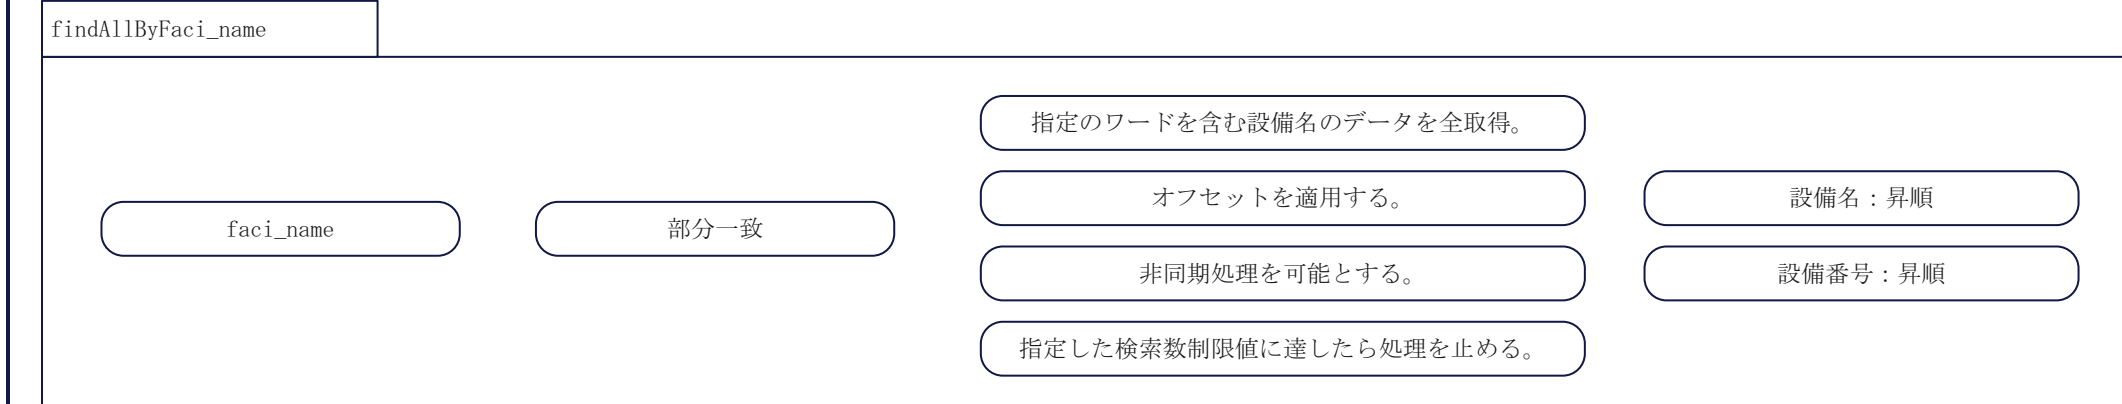 findAllByFaci_name
faci_name
部分一致
指定のワードを含む設備名のデータを全取得。
オフセットを適用する。
非同期処理を可能とする。
指定した検索数制限値に達したら処理を止める。
設備名：昇順
設備番号：昇順